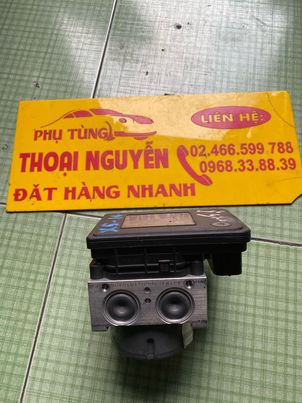 PHỤ TÙNG
LIÊN HỆ:
THOẠI NGUYỄN
02.466.599 788
0968.33.88.39
ĐẶT HÀNG NHANH